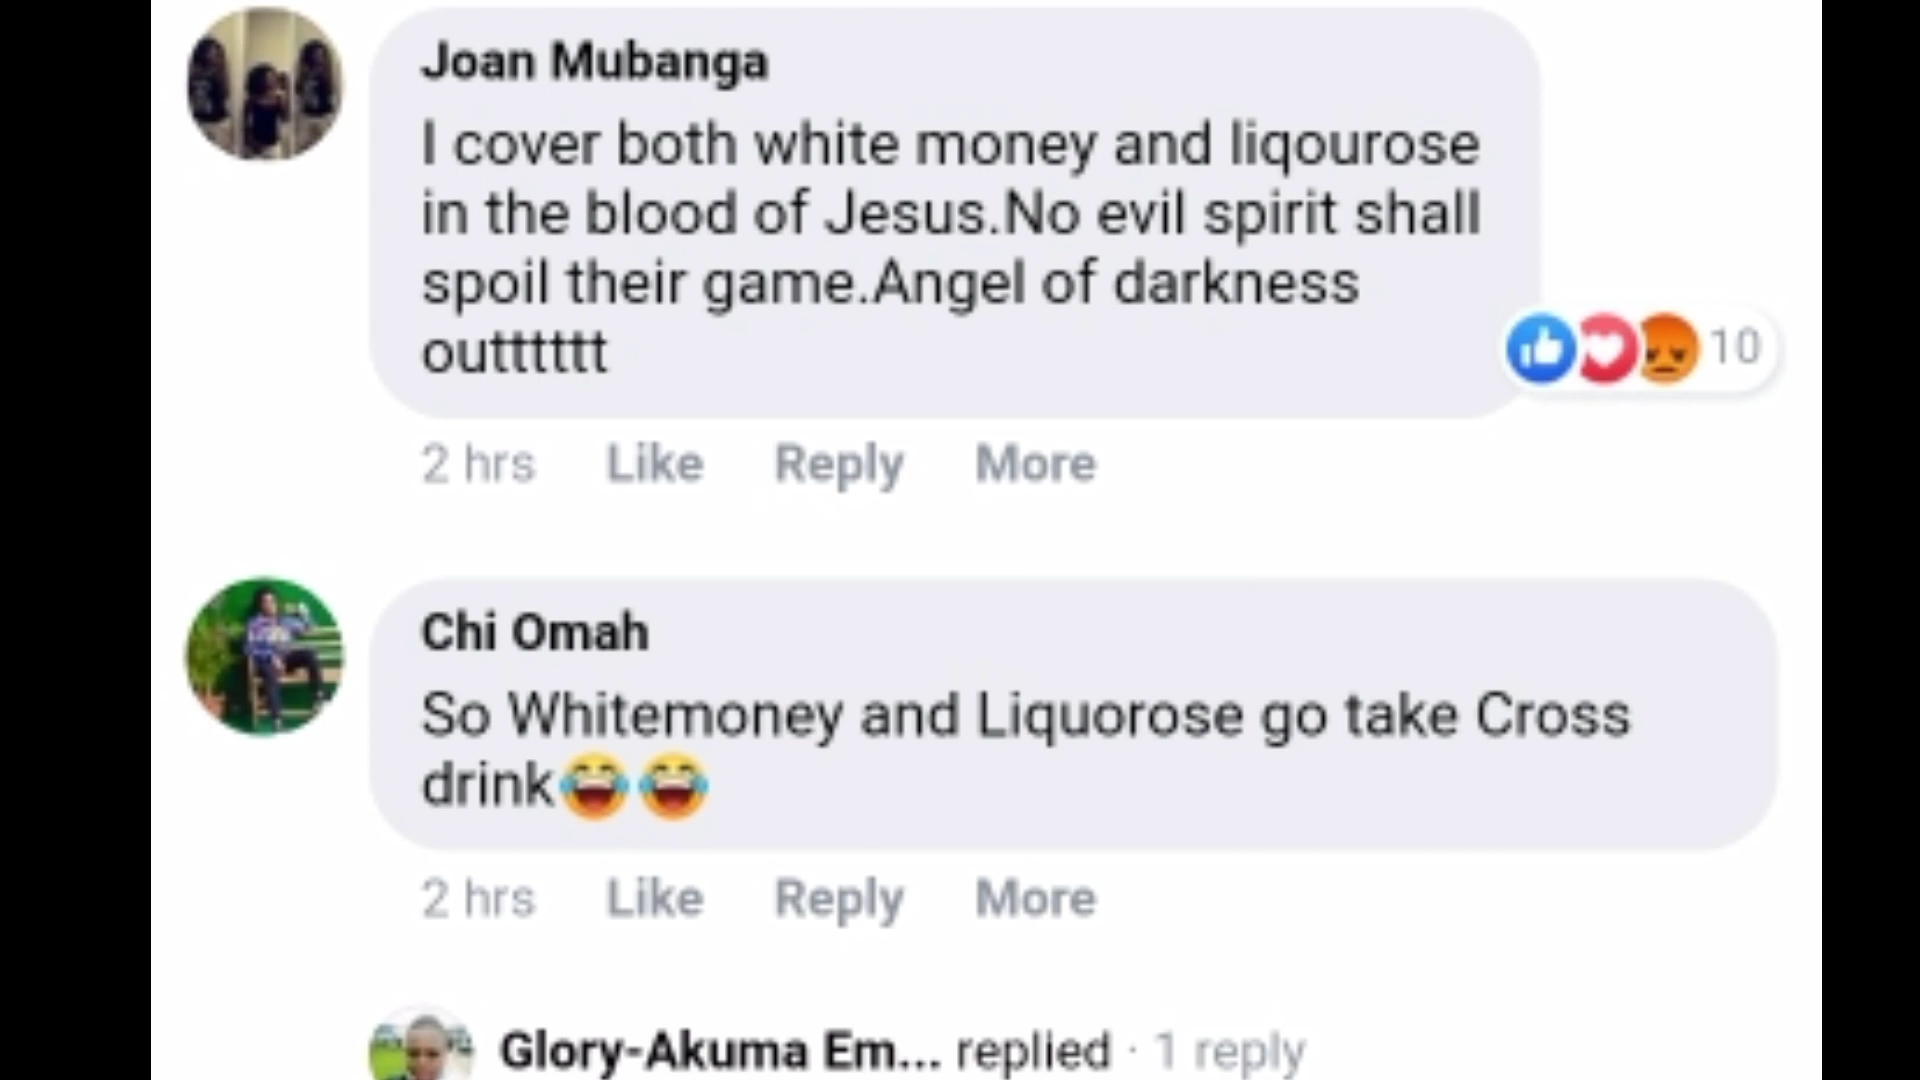 Joan Mubanga
I cover both white money and liqourose
in the blood of Jesus.No evil spirit shall
spoil their game.Angel of darkness
outttttt
10
2 hrs Like Reply More
Chi Omah
So Whitemoney and Liquorose go take Cross
drink😂😂
2 hrs Like Reply More
Glory-Akuma Em... replied · 1 reply